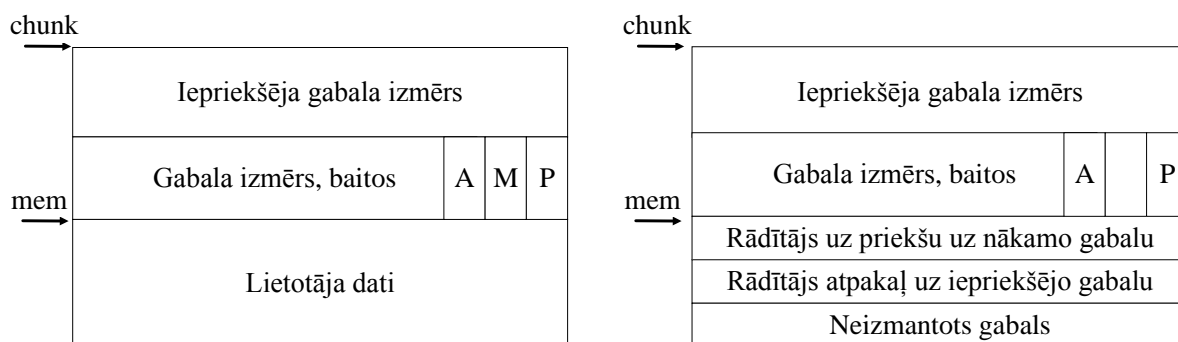 chunk
Iepriekšēja gabala izmērs
Gabala izmērs, baitos A M P
mem
Lietotāja dati
chunk
Iepriekšēja gabala izmērs
Gabala izmērs, baitos A P
mem
Rādītājs uz priekšu uz nākamo gabalu
Rādītājs atpakaļ uz iepriekšējo gabalu
Neizmantots gabals